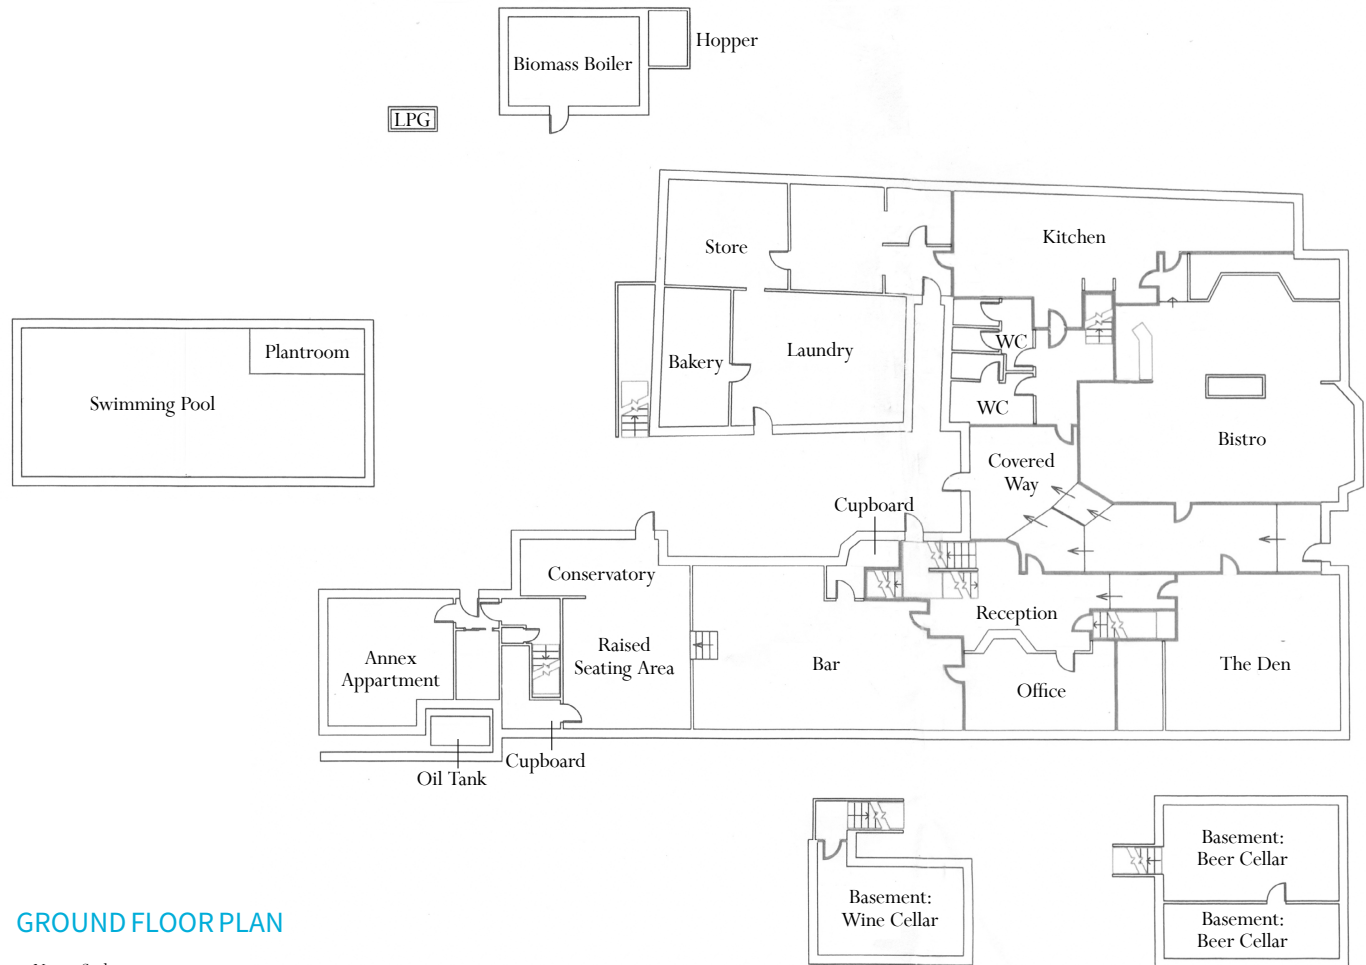 Hopper
Biomass Boiler
LPG
Kitchen
Store
WC
Laundry
Plantroom
Bakery
Swimming Pool
WC
Bistro
Covered
Way
Cupboard
Conservatory
Reception
Raised
Seating Area
Annex
Appartment
Bar
The Den
Office
Cupboard
Oil Tank
Basement:
Beer Cellar
Basement:
Wine Cellar
Basement:
Beer Cellar
GROUND FLOOR PLAN